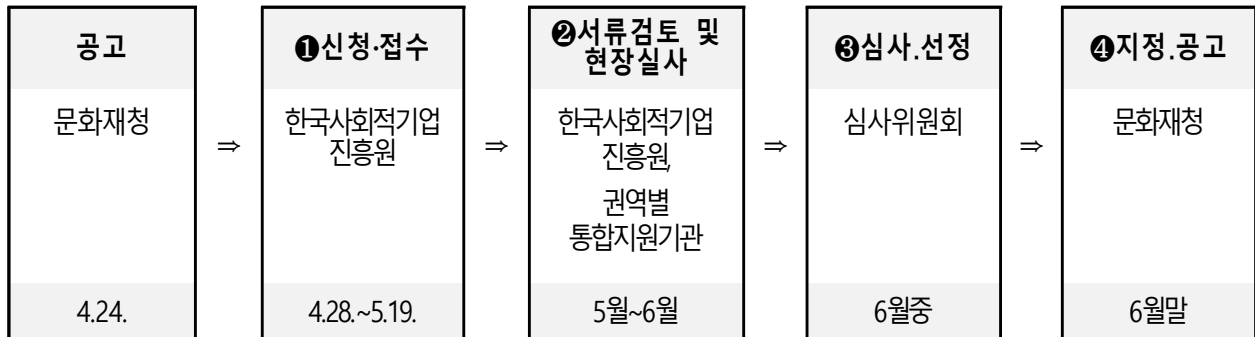 공고
문화재청
4.24.
⇒
❶신청·접수
한국사회적기업
진흥원
4.28.~5.19.
⇒
❷서류검토 및
현장실사
한국사회적기업
진흥원,
권역별
통합지원기관
5월~6월
⇒
❸심사.선정
심사위원회
6월중
⇒
❹지정.공고
문화재청
6월말